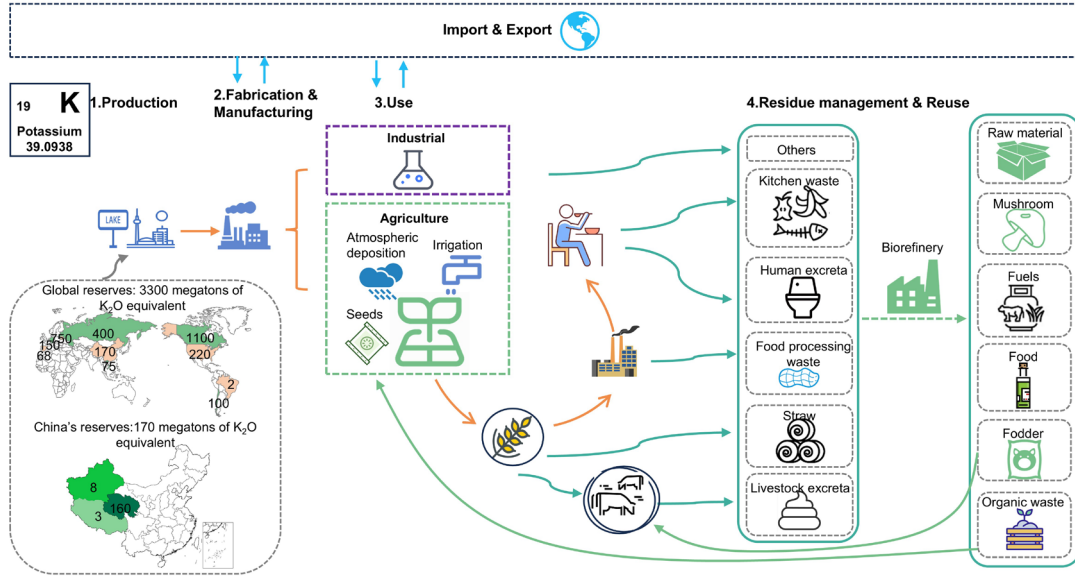 Import & Export
19 K
Potassium
39.0938
1.Production
2.Fabrication &
Manufacturing
3.Use
4.Residue management & Reuse
Industrial
Agriculture
Atmospheric
deposition
Irrigation
Seeds
LAKE
Global reserves: 3300 megatons of
K2O equivalent
750
400
150
68
170
75
1100
220
2
100
China's reserves:170 megatons of K2O
equivalent
8
160
3
Others
Kitchen waste
Human excreta
Food processing
waste
Straw
Livestock excreta
Biorefinery
Raw material
Mushroom
Fuels
Food
Fodder
Organic waste